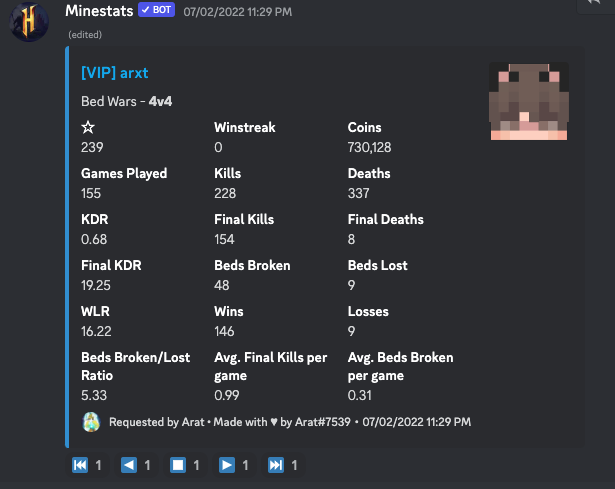 Minestats ✓ BOT 07/02/2022 11:29 PM
(edited)
[VIP] arxt
Bed Wars - 4v4
☆ Winstreak Coins
239 0 730,128
Games Played Kills Deaths
155 228 337
KDR Final Kills Final Deaths
0.68 154 8
Final KDR Beds Broken Beds Lost
19.25 48 9
WLR Wins Losses
16.22 146 9
Beds Broken/Lost Avg. Final Kills per Avg. Beds Broken
Ratio game per game
5.33 0.99 0.31
Requested by Arat • Made with ♥ by Arat#7539 • 07/02/2022 11:29 PM
⏮ 1 ◀ 1 ⏹ 1 ▶ 1 ⏭ 1